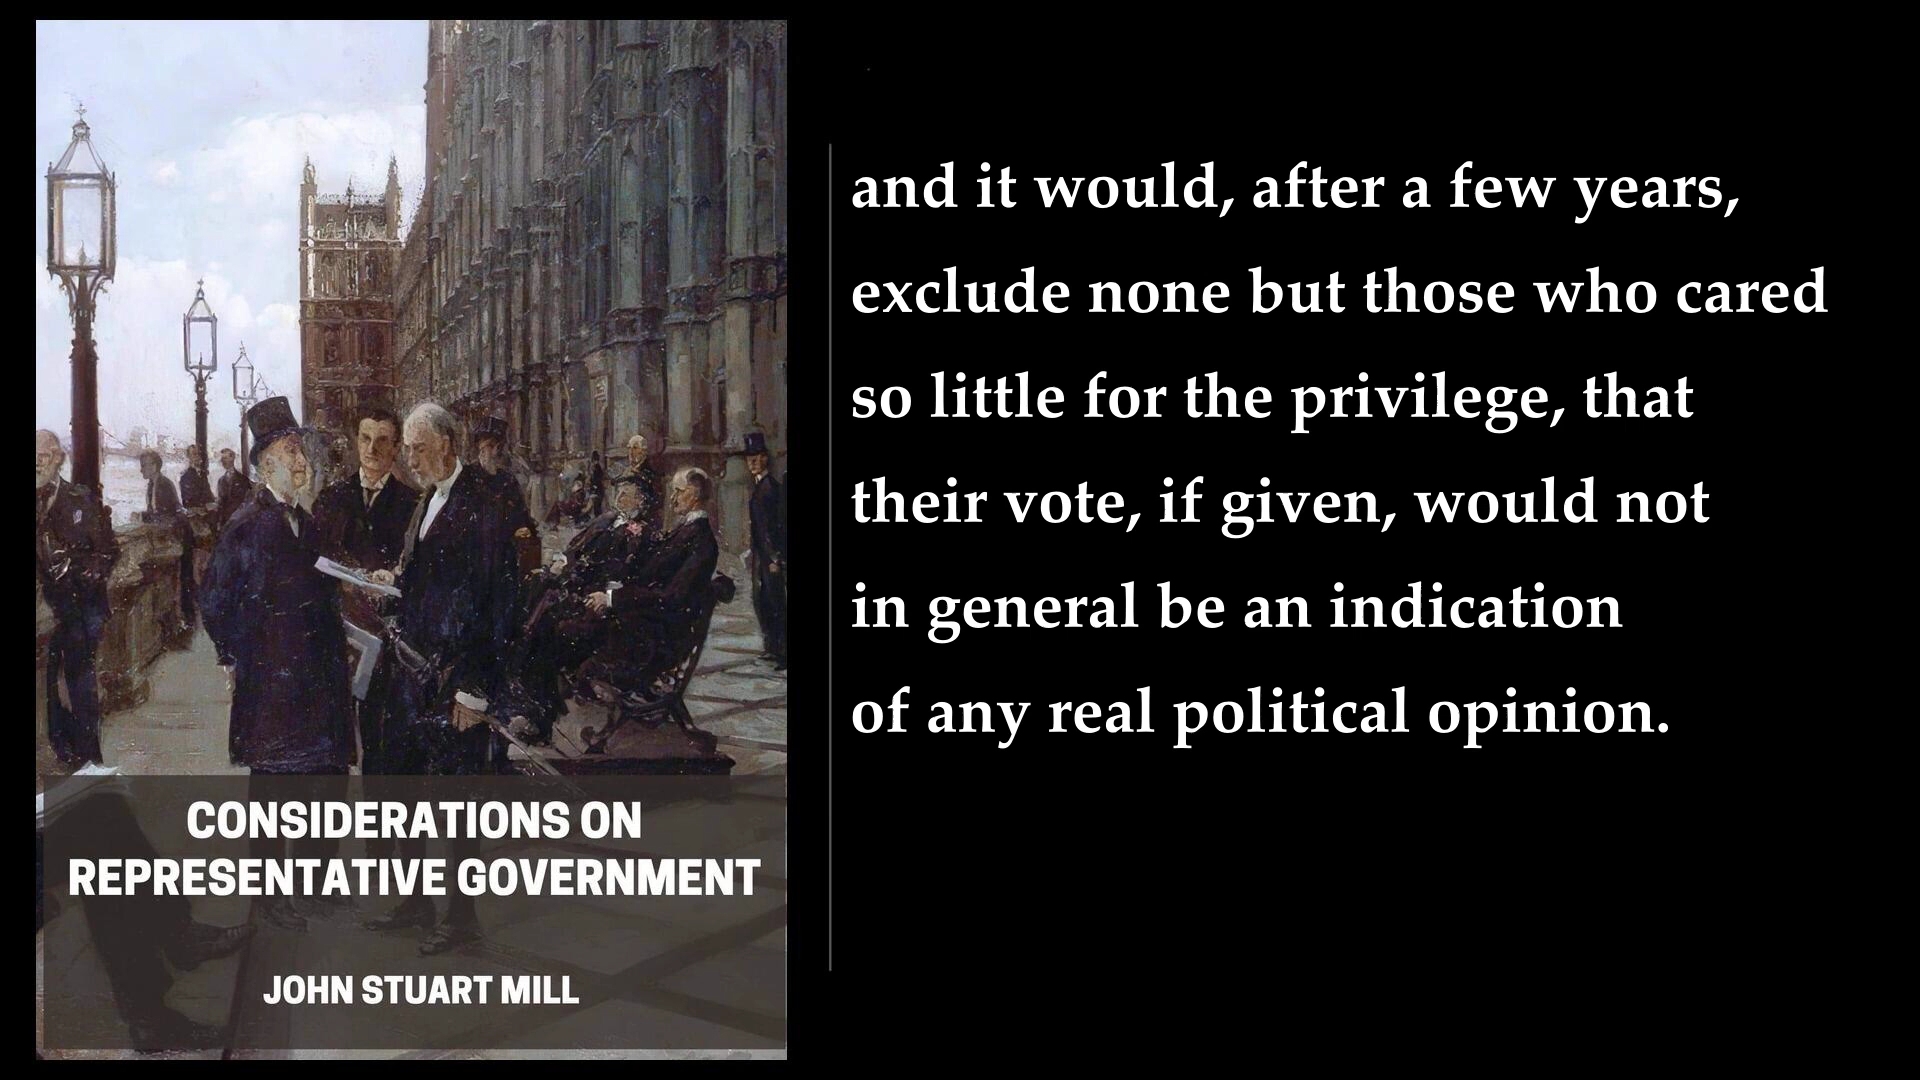 and it would, after a few years,
exclude none but those who cared
so little for the privilege, that
their vote, if given, would not
in general be an indication
of any real political opinion.
CONSIDERATIONS ON
REPRESENTATIVE GOVERNMENT
JOHN STUART MILL